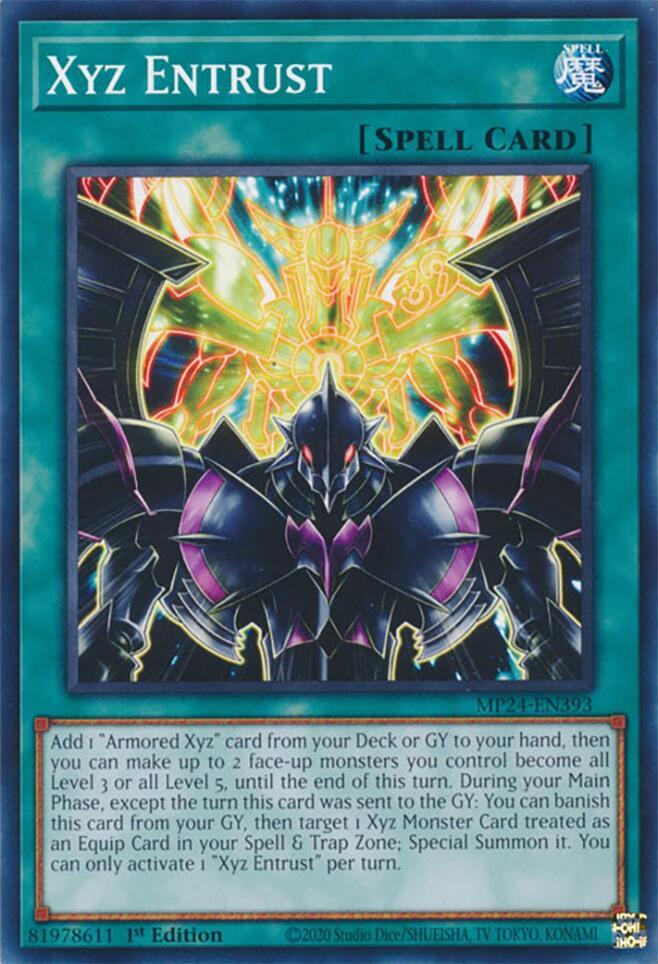 XYZ ENTRUST
SPELL
魔
[SPELL CARD]
MP24-EN393
Add 1 "Armored Xyz" card from your Deck or GY to your hand, then
you can make up to 2 face-up monsters you control become all
Level 3 or all Level 5, until the end of this turn. During your Main
Phase, except the turn this card was sent to the GY: You can banish
this card from your GY, then target 1 Xyz Monster Card treated as
an Equip Card in your Spell & Trap Zone; Special Summon it. You
can only activate 1 "Xyz Entrust" per turn.
81978611 1st Edition
©2020 Studio Dice/SHUEISHA, TV TOKYO, KONAMI